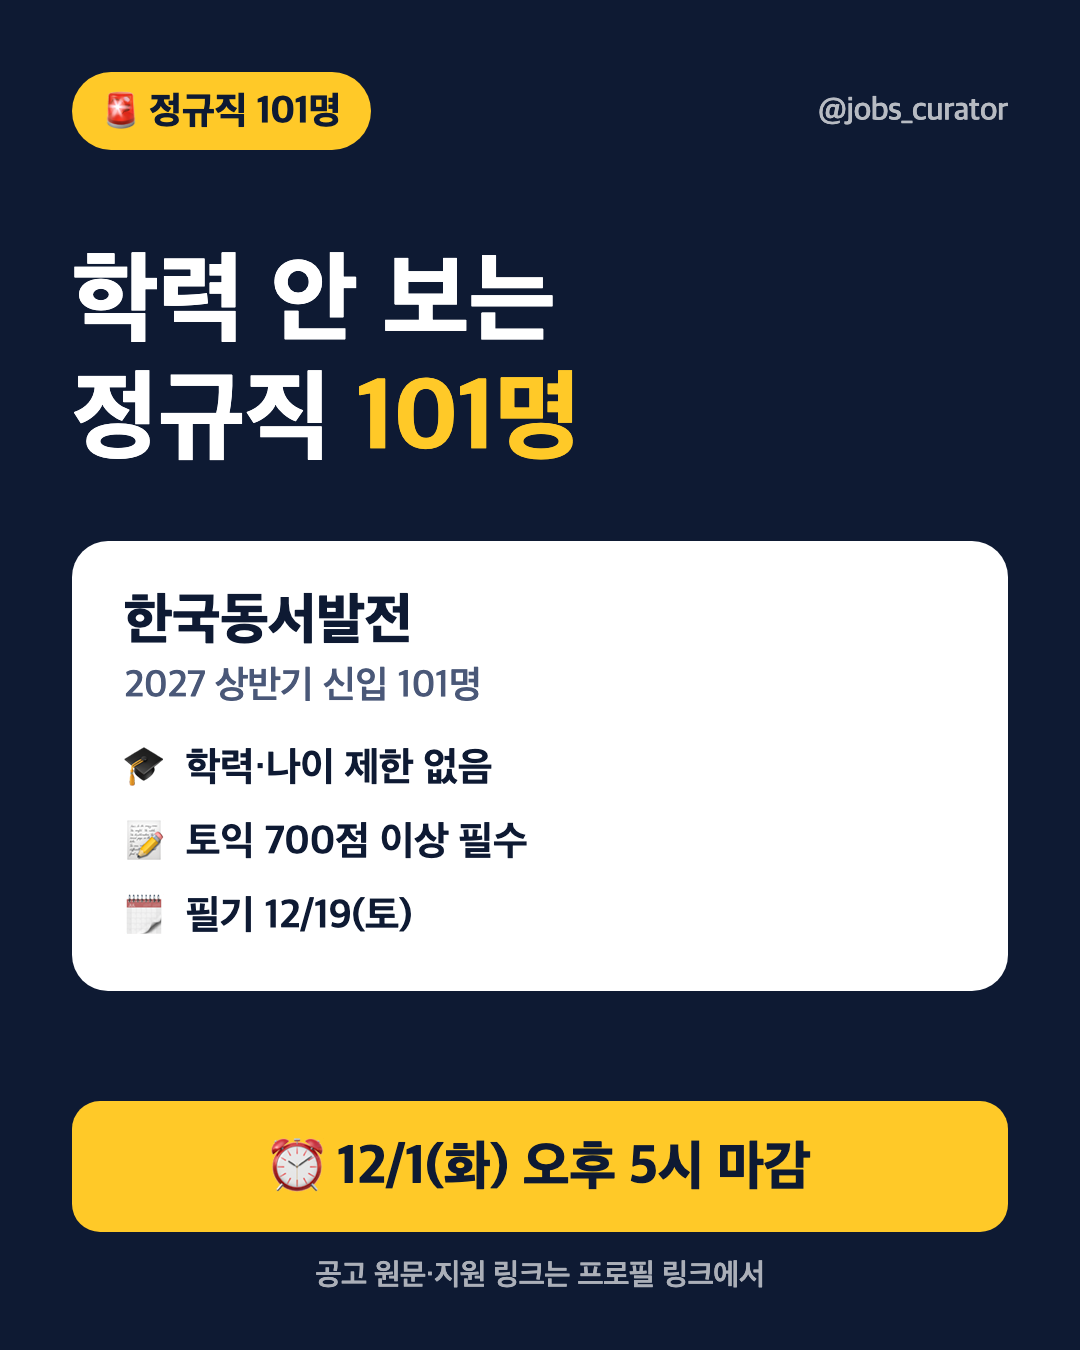 🚨 정규직 101명
@jobs_curator
학력 안 보는
정규직 101명
한국동서발전
2027 상반기 신입 101명
🎓 학력·나이 제한 없음
📝 토익 700점 이상 필수
🗓️ 필기 12/19(토)
⏰ 12/1(화) 오후 5시 마감
공고 원문·지원 링크는 프로필 링크에서